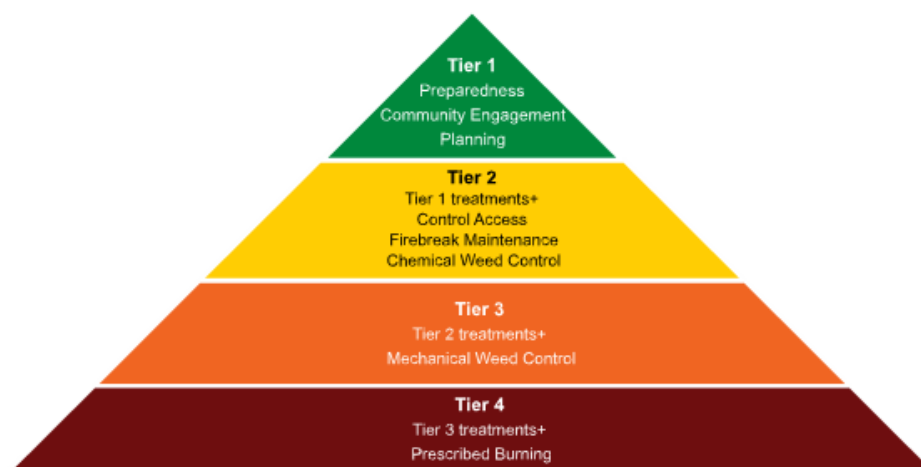 Tier 1
Preparedness
Community Engagement
Planning
Tier 2
Tier 1 treatments+
Control Access
Firebreak Maintenance
Chemical Weed Control
Tier 3
Tier 2 treatments+
Mechanical Weed Control
Tier 4
Tier 3 treatments+
Prescribed Burning